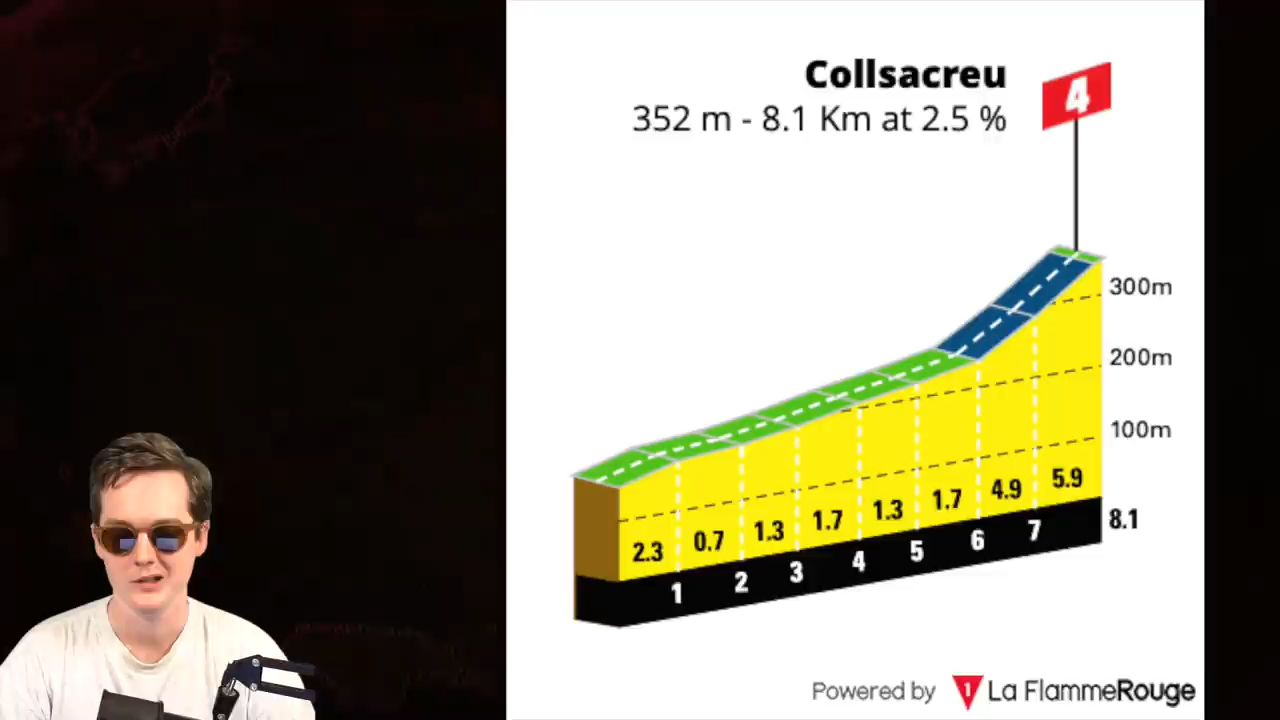 Collsacreu
4
352 m - 8.1 Km at 2.5 %
300m
200m
100m
2.3 0.7 1.3 1.7 1.3 1.7 4.9 5.9
8.1
1 2 3 4 5 6 7
Powered by 1 La FlammeRouge